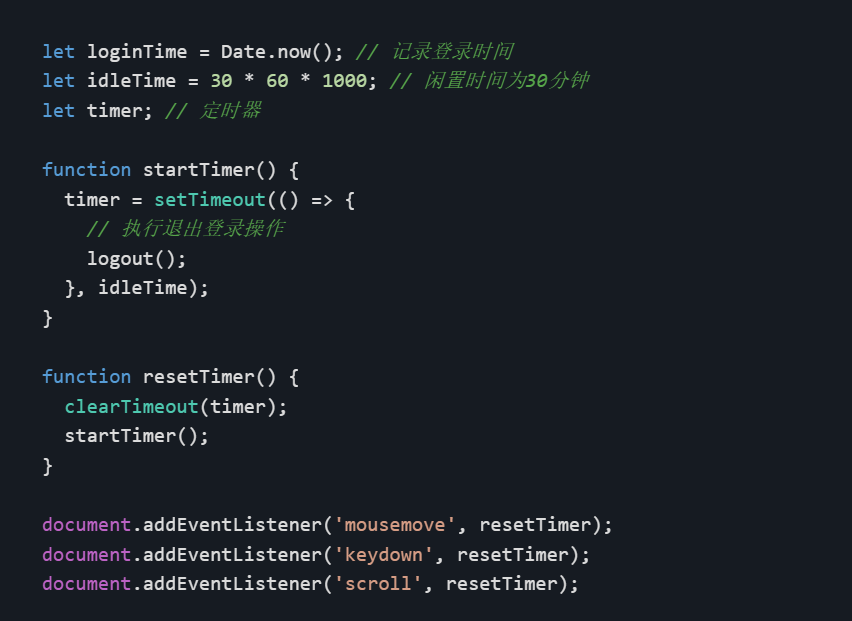 let loginTime = Date.now(); // 记录登录时间
let idleTime = 30 * 60 * 1000; // 闲置时间为30分钟
let timer; // 定时器
function startTimer() {
timer = setTimeout(() => {
// 执行退出登录操作
logout();
}, idleTime);
}
function resetTimer() {
clearTimeout(timer);
startTimer();
}
document.addEventListener('mousemove', resetTimer);
document.addEventListener('keydown', resetTimer);
document.addEventListener('scroll', resetTimer);